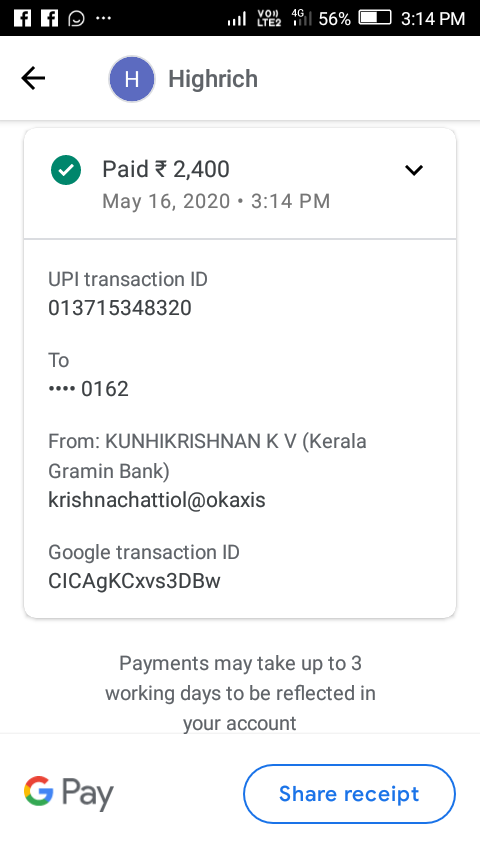 VO)) LTE2 4G 56% 3:14 PM
H Highrich
Paid ₹ 2,400
May 16, 2020 • 3:14 PM
UPI transaction ID
013715348320
To
•••• 0162
From: KUNHIKRISHNAN K V (Kerala
Gramin Bank)
krishnachattiol@okaxis
Google transaction ID
CICAgKCxvs3DBw
Payments may take up to 3
working days to be reflected in
your account
G Pay
Share receipt